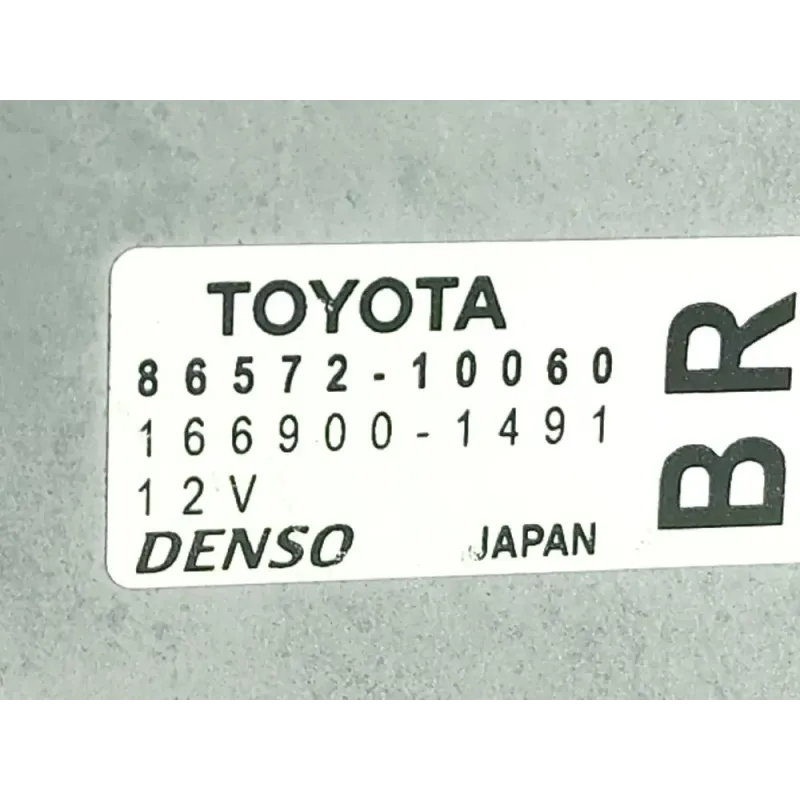 TOYOTA
86572-10060
166900-1491
12V
DENSO JAPAN
BR